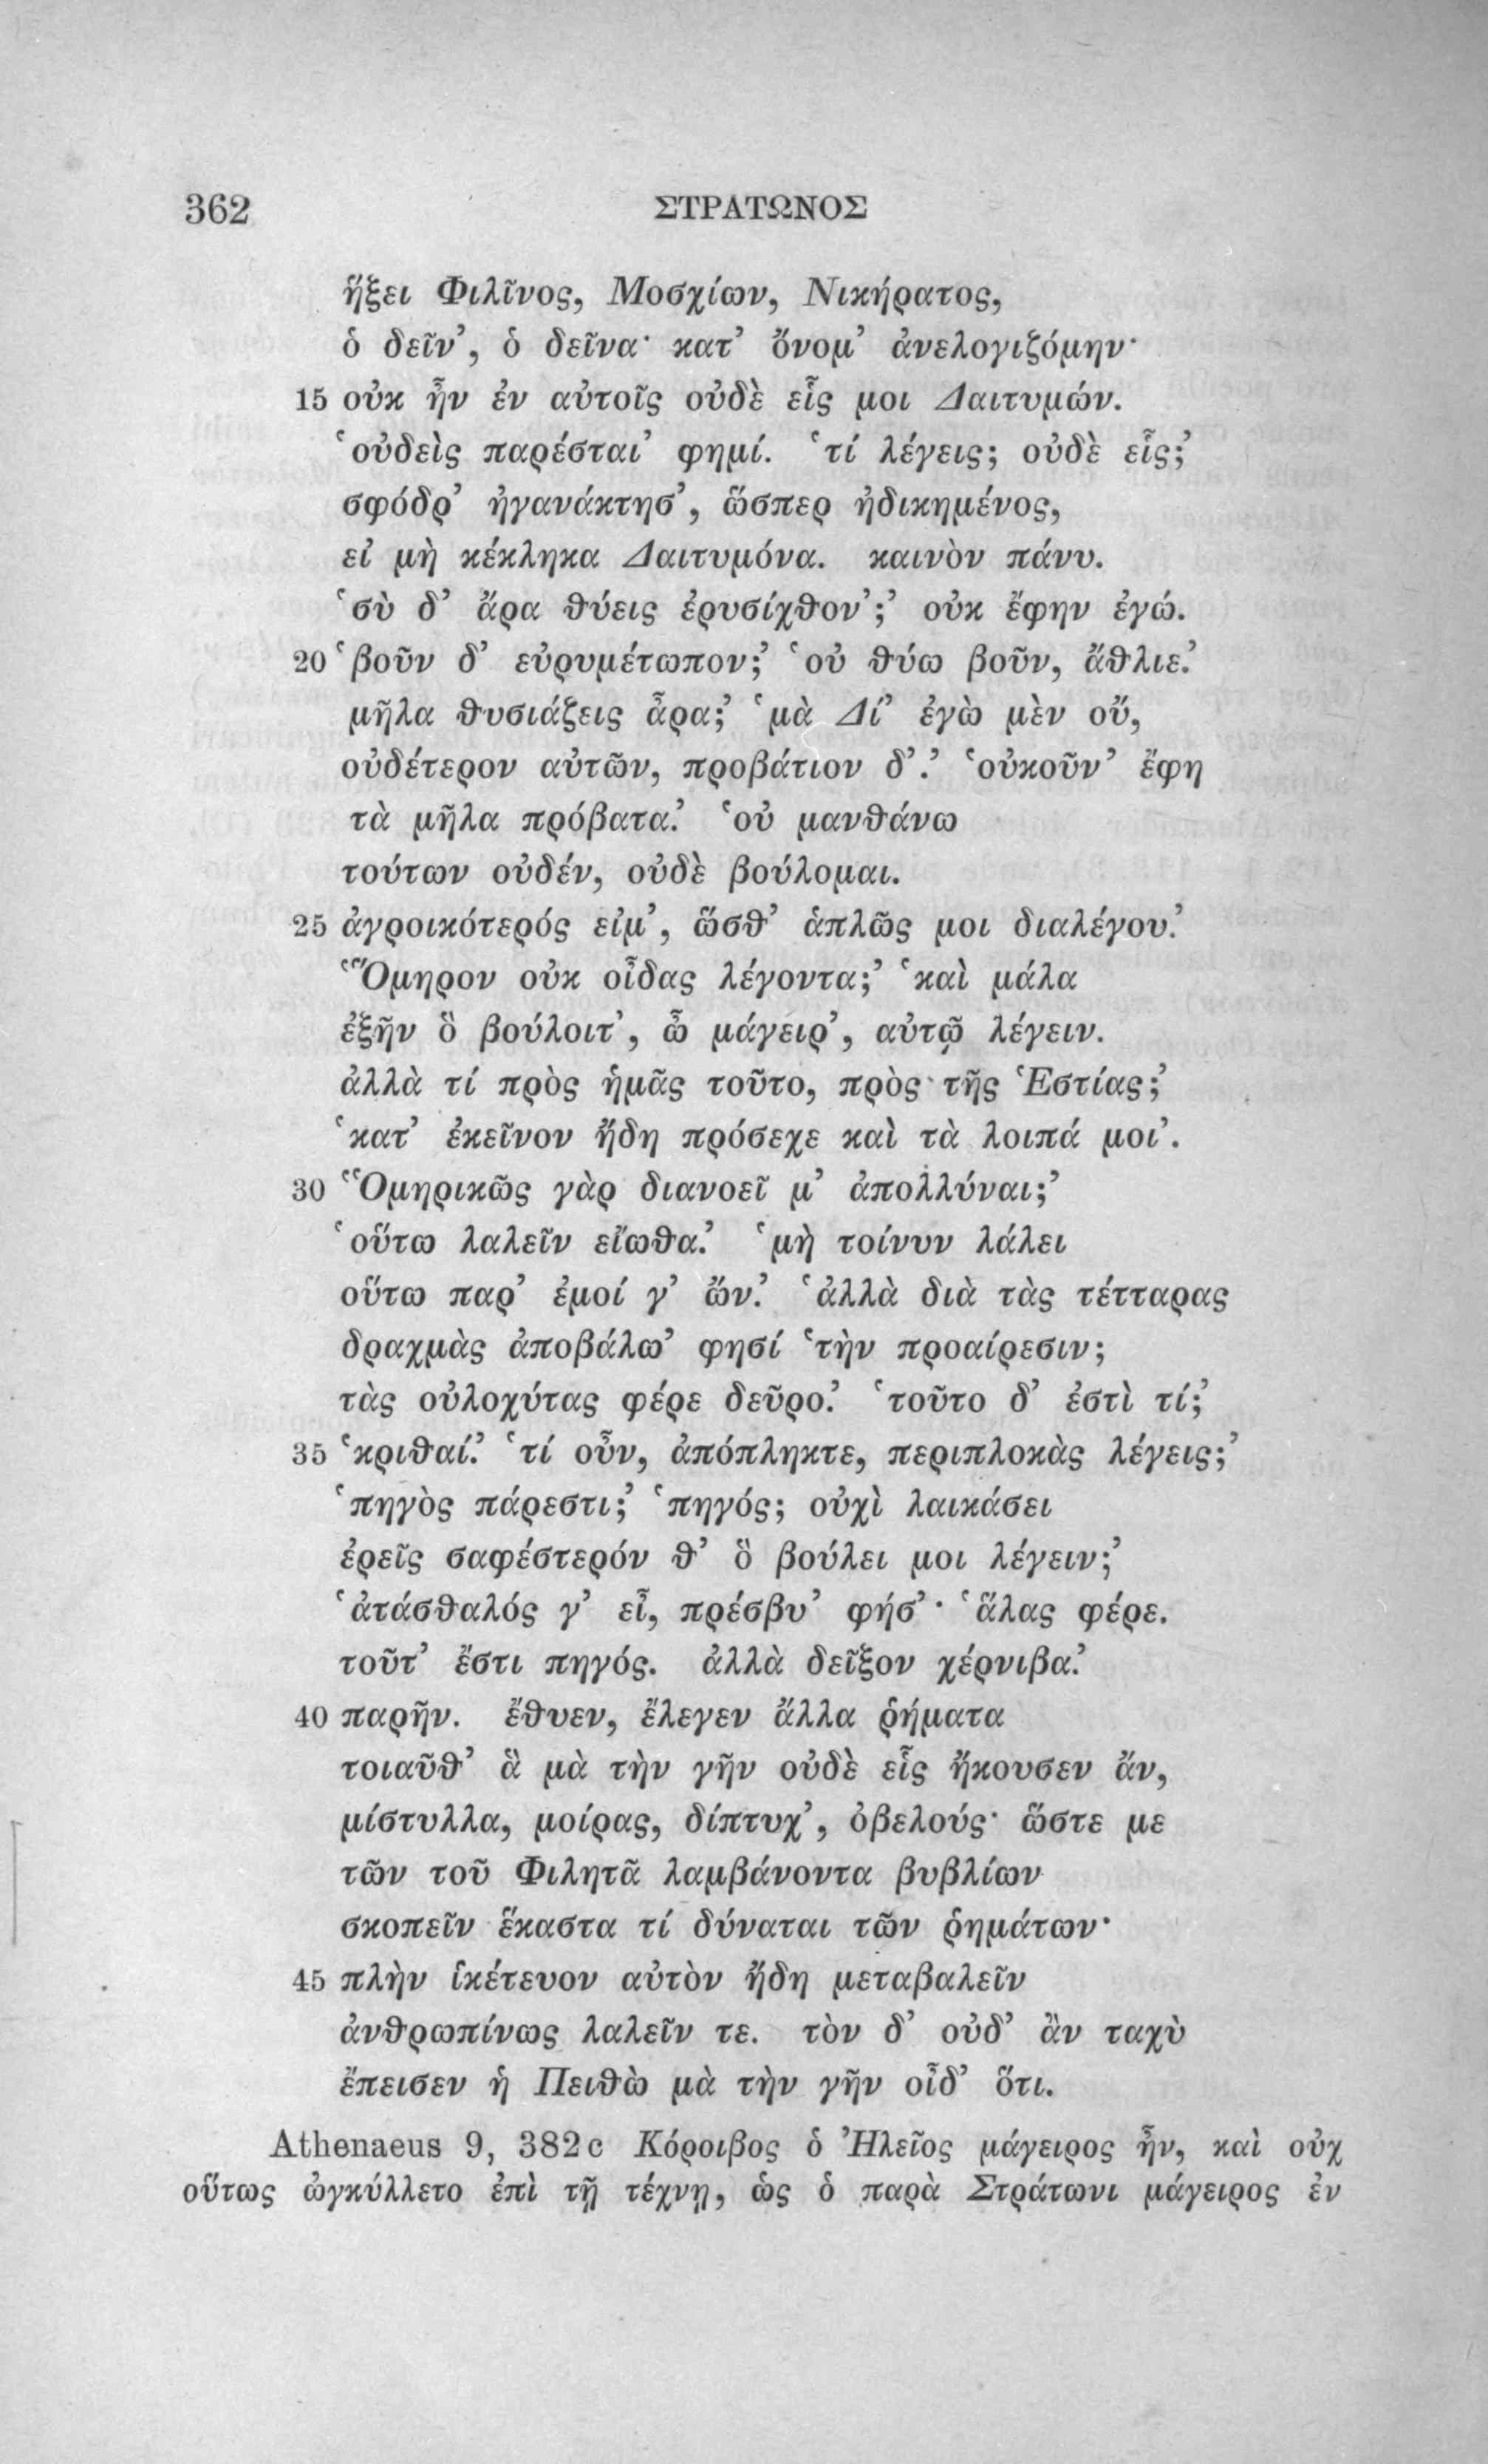 362 ΣΤΡΑΤΩΝΟΣ
ἥξει Φιλῖνος, Μοσχίων, Νικήρατος,
ὁ δεῖν’, ὁ δεῖνα· κατ’ ὄνομ’ ἀνελογιζόμην·
15 οὐκ ἦν ἐν αὐτοῖς οὐδὲ εἷς μοι Δαιτυμών.
‘οὐδεὶς παρέσται’ φημί. ‘τί λέγεις; οὐδὲ εἷς;’
σφόδρ’ ἠγανάκτησ’, ὥσπερ ἠδικημένος,
εἰ μὴ κέκληκα Δαιτυμόνα. καινὸν πάνυ.
‘σὺ δ’ ἄρα θύεις ἐρυσίχθον’;’ οὐκ ἔφην ἐγώ.
20 ‘βοῦν δ’ εὐρυμέτωπον;’ ‘οὐ θύω βοῦν, ἄθλιε.’
μῆλα θυσιάζεις ἆρα;’ ‘μὰ Δί’ ἐγὼ μὲν οὔ,
οὐδέτερον αὐτῶν, προβάτιον δ’.’ ‘οὐκοῦν’ ἔφη
τὰ μῆλα πρόβατα.’ ‘οὐ μανθάνω
τούτων οὐδέν, οὐδὲ βούλομαι.
25 ἀγροικότερός εἰμ’, ὥσθ’ ἁπλῶς μοι διαλέγου.’
‘Ὅμηρον οὐκ οἶδας λέγοντα;’ ‘καὶ μάλα
ἐξῆν ὃ βούλοιτ’, ὦ μάγειρ’, αὐτῷ λέγειν.
ἀλλὰ τί πρὸς ἡμᾶς τοῦτο, πρὸς τῆς Ἑστίας;’
‘κατ’ ἐκεῖνον ἤδη πρόσεχε καὶ τὰ λοιπά μοι’.
30 ‘Ὁμηρικῶς γὰρ διανοεῖ μ’ ἀπολλύναι;’
‘οὕτω λαλεῖν εἴωθα.’ ‘μὴ τοίνυν λάλει
οὕτω παρ’ ἐμοί γ’ ὤν.’ ‘ἀλλὰ διὰ τὰς τέτταρας
δραχμὰς ἀποβάλω’ φησί ‘τὴν προαίρεσιν;
τὰς οὐλοχύτας φέρε δεῦρο.’ ‘τοῦτο δ’ ἐστὶ τί;’
35 ‘κριθαί.’ ‘τί οὖν, ἀπόπληκτε, περιπλοκὰς λέγεις;’
‘πηγὸς πάρεστι;’ ‘πηγός; οὐχὶ λαικάσει
ἐρεῖς σαφέστερόν θ’ ὃ βούλει μοι λέγειν;’
‘ἀτάσθαλός γ’ εἶ, πρέσβυ’ φήσ’· ‘ἅλας φέρε.
τοῦτ’ ἔστι πηγός. ἀλλὰ δεῖξον χέρνιβα.’
40 παρῆν. ἔθυεν, ἔλεγεν ἄλλα ῥήματα
τοιαῦθ’ ἃ μὰ τὴν γῆν οὐδὲ εἷς ἤκουσεν ἄν,
μίστυλλα, μοίρας, δίπτυχ’, ὀβελούς· ὥστε με
τῶν τοῦ Φιλητᾶ λαμβάνοντα βυβλίων
σκοπεῖν ἕκαστα τί δύναται τῶν ῥημάτων·
45 πλὴν ἱκέτευον αὐτὸν ἤδη μεταβαλεῖν
ἀνθρωπίνως λαλεῖν τε. τὸν δ’ οὐδ’ ἂν ταχὺ
ἔπεισεν ἡ Πειθὼ μὰ τὴν γῆν οἶδ’ ὅτι.
Athenaeus 9, 382 c Κόροιβος ὁ Ἠλεῖος μάγειρος ἦν, καὶ οὐχ
οὕτως ὠγκύλλετο ἐπὶ τῇ τέχνῃ, ὡς ὁ παρὰ Στράτωνι μάγειρος ἐν